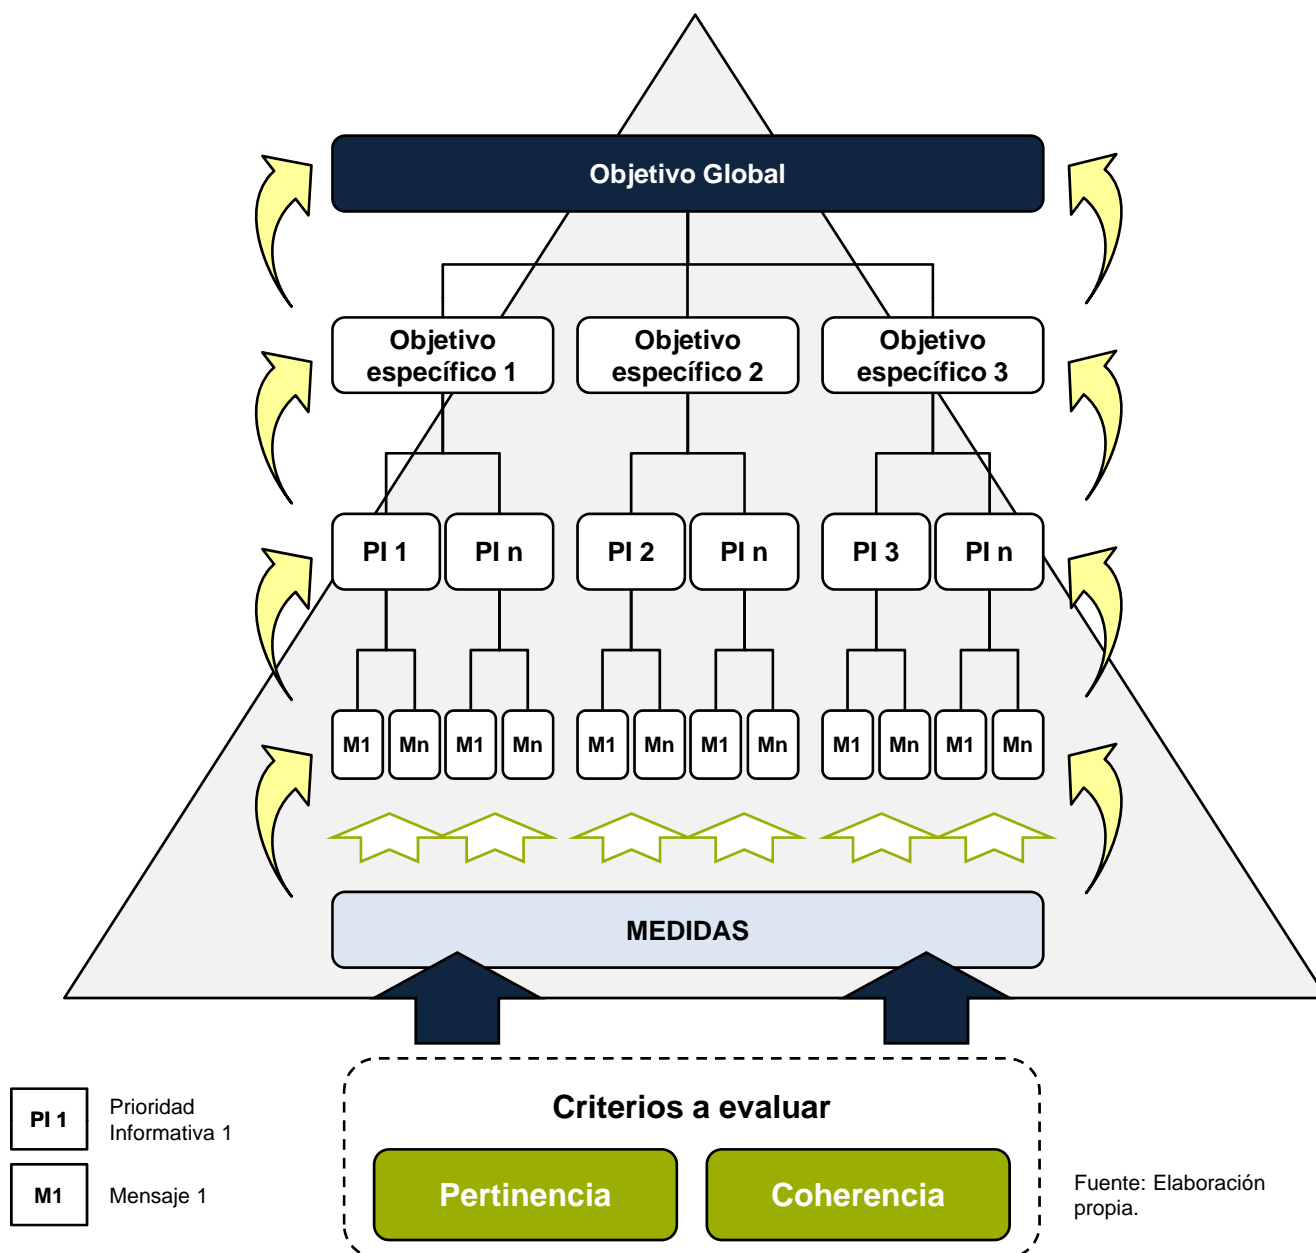 Objetivo Global
Objetivo
específico 1
Objetivo
específico 2
Objetivo
específico 3
PI 1
PI n
PI 2
PI n
PI 3
PI n
M1
Mn
M1
Mn
M1
Mn
M1
Mn
M1
Mn
M1
Mn
MEDIDAS
Criterios a evaluar
Pertinencia
Coherencia
PI 1
Prioridad
Informativa 1
M1
Mensaje 1
Fuente: Elaboración
propia.